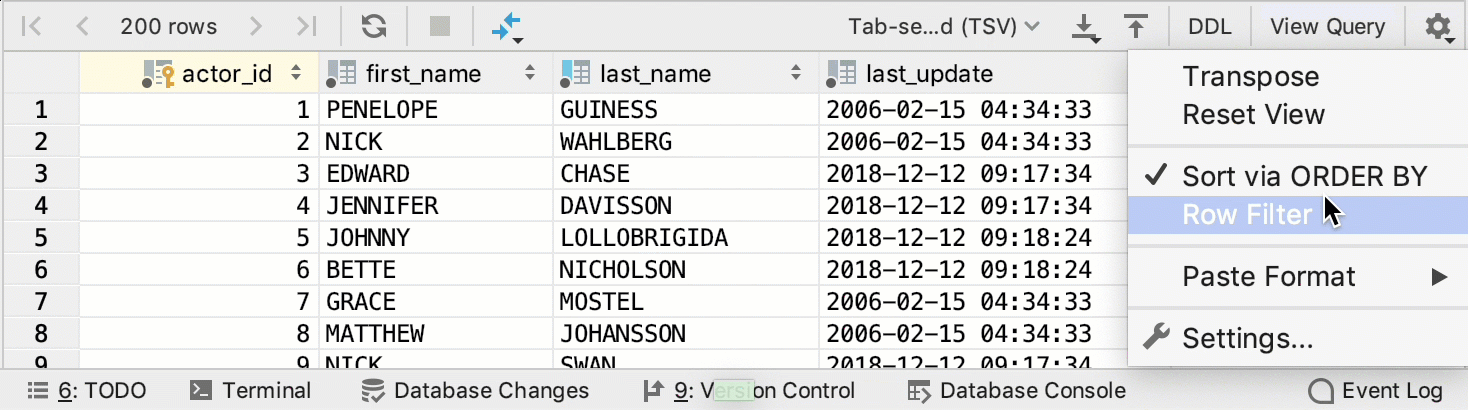 200 rows Tab-se...d (TSV) DDL View Query
actor_id first_name last_name last_update
1 1 PENELOPE GUINESS 2006-02-15 04:34:33
2 2 NICK WAHLBERG 2006-02-15 04:34:33
3 3 EDWARD CHASE 2018-12-12 09:17:34
4 4 JENNIFER DAVISSON 2018-12-12 09:17:34
5 5 JOHNNY LOLLOBRIGIDA 2018-12-12 09:18:24
6 6 BETTE NICHOLSON 2018-12-12 09:18:24
7 7 GRACE MOSTEL 2006-02-15 04:34:33
8 8 MATTHEW JOHANSSON 2006-02-15 04:34:33
9 9 NICK SWAN 2018-12-12 09:17:34
Transpose
Reset View
Sort via ORDER BY
Row Filter
Paste Format
Settings...
6: TODO Terminal Database Changes 9: Version Control Database Console Event Log